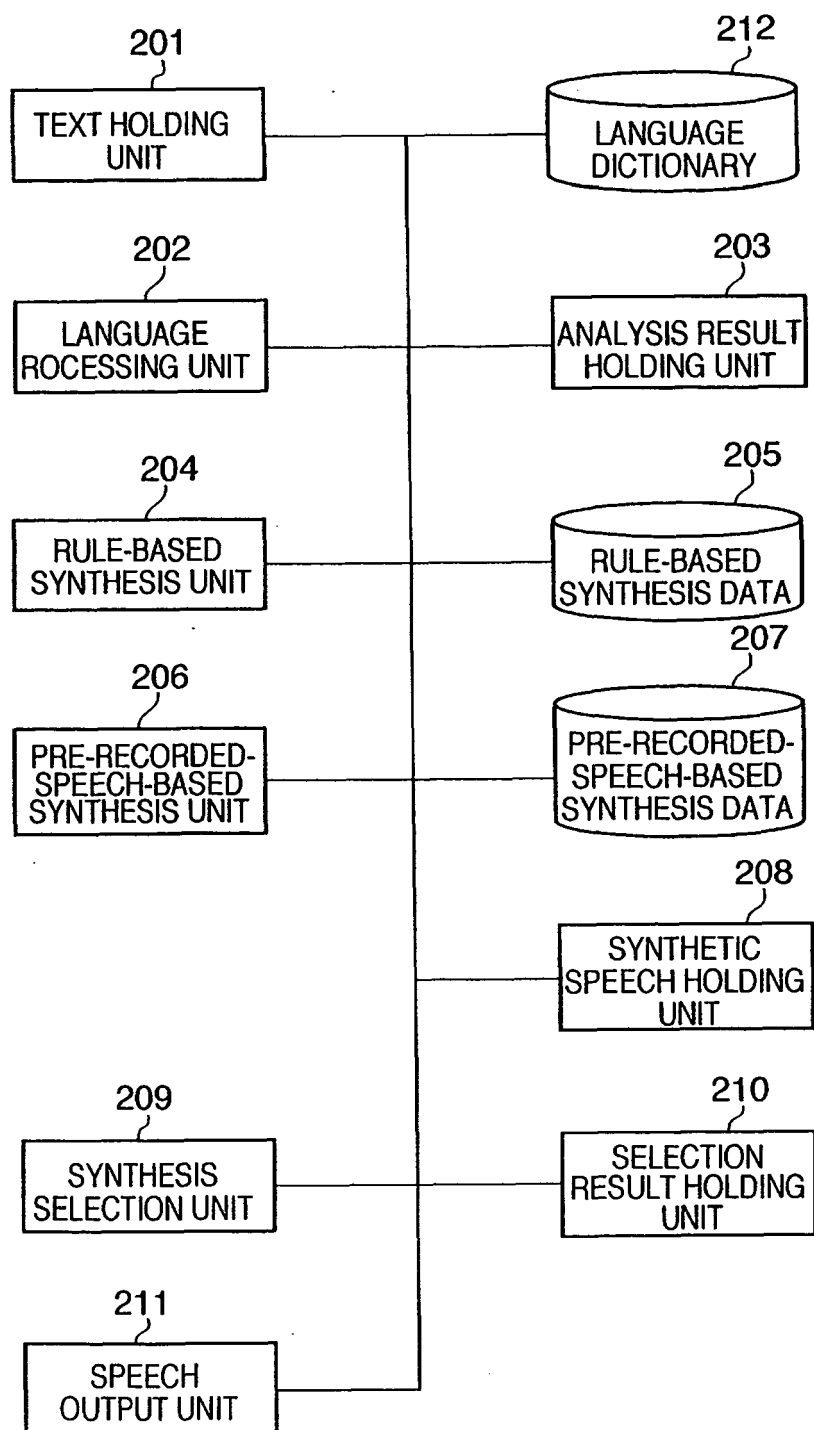 201
TEXT HOLDING
UNIT
212
LANGUAGE
DICTIONARY
202
LANGUAGE
ROCESSING UNIT
203
ANALYSIS RESULT
HOLDING UNIT
204
RULE-BASED
SYNTHESIS UNIT
205
RULE-BASED
SYNTHESIS DATA
206
PRE-RECORDED-
SPEECH-BASED
SYNTHESIS UNIT
207
PRE-RECORDED-
SPEECH-BASED
SYNTHESIS DATA
208
SYNTHETIC
SPEECH HOLDING
UNIT
209
SYNTHESIS
SELECTION UNIT
210
SELECTION
RESULT HOLDING
UNIT
211
SPEECH
OUTPUT UNIT